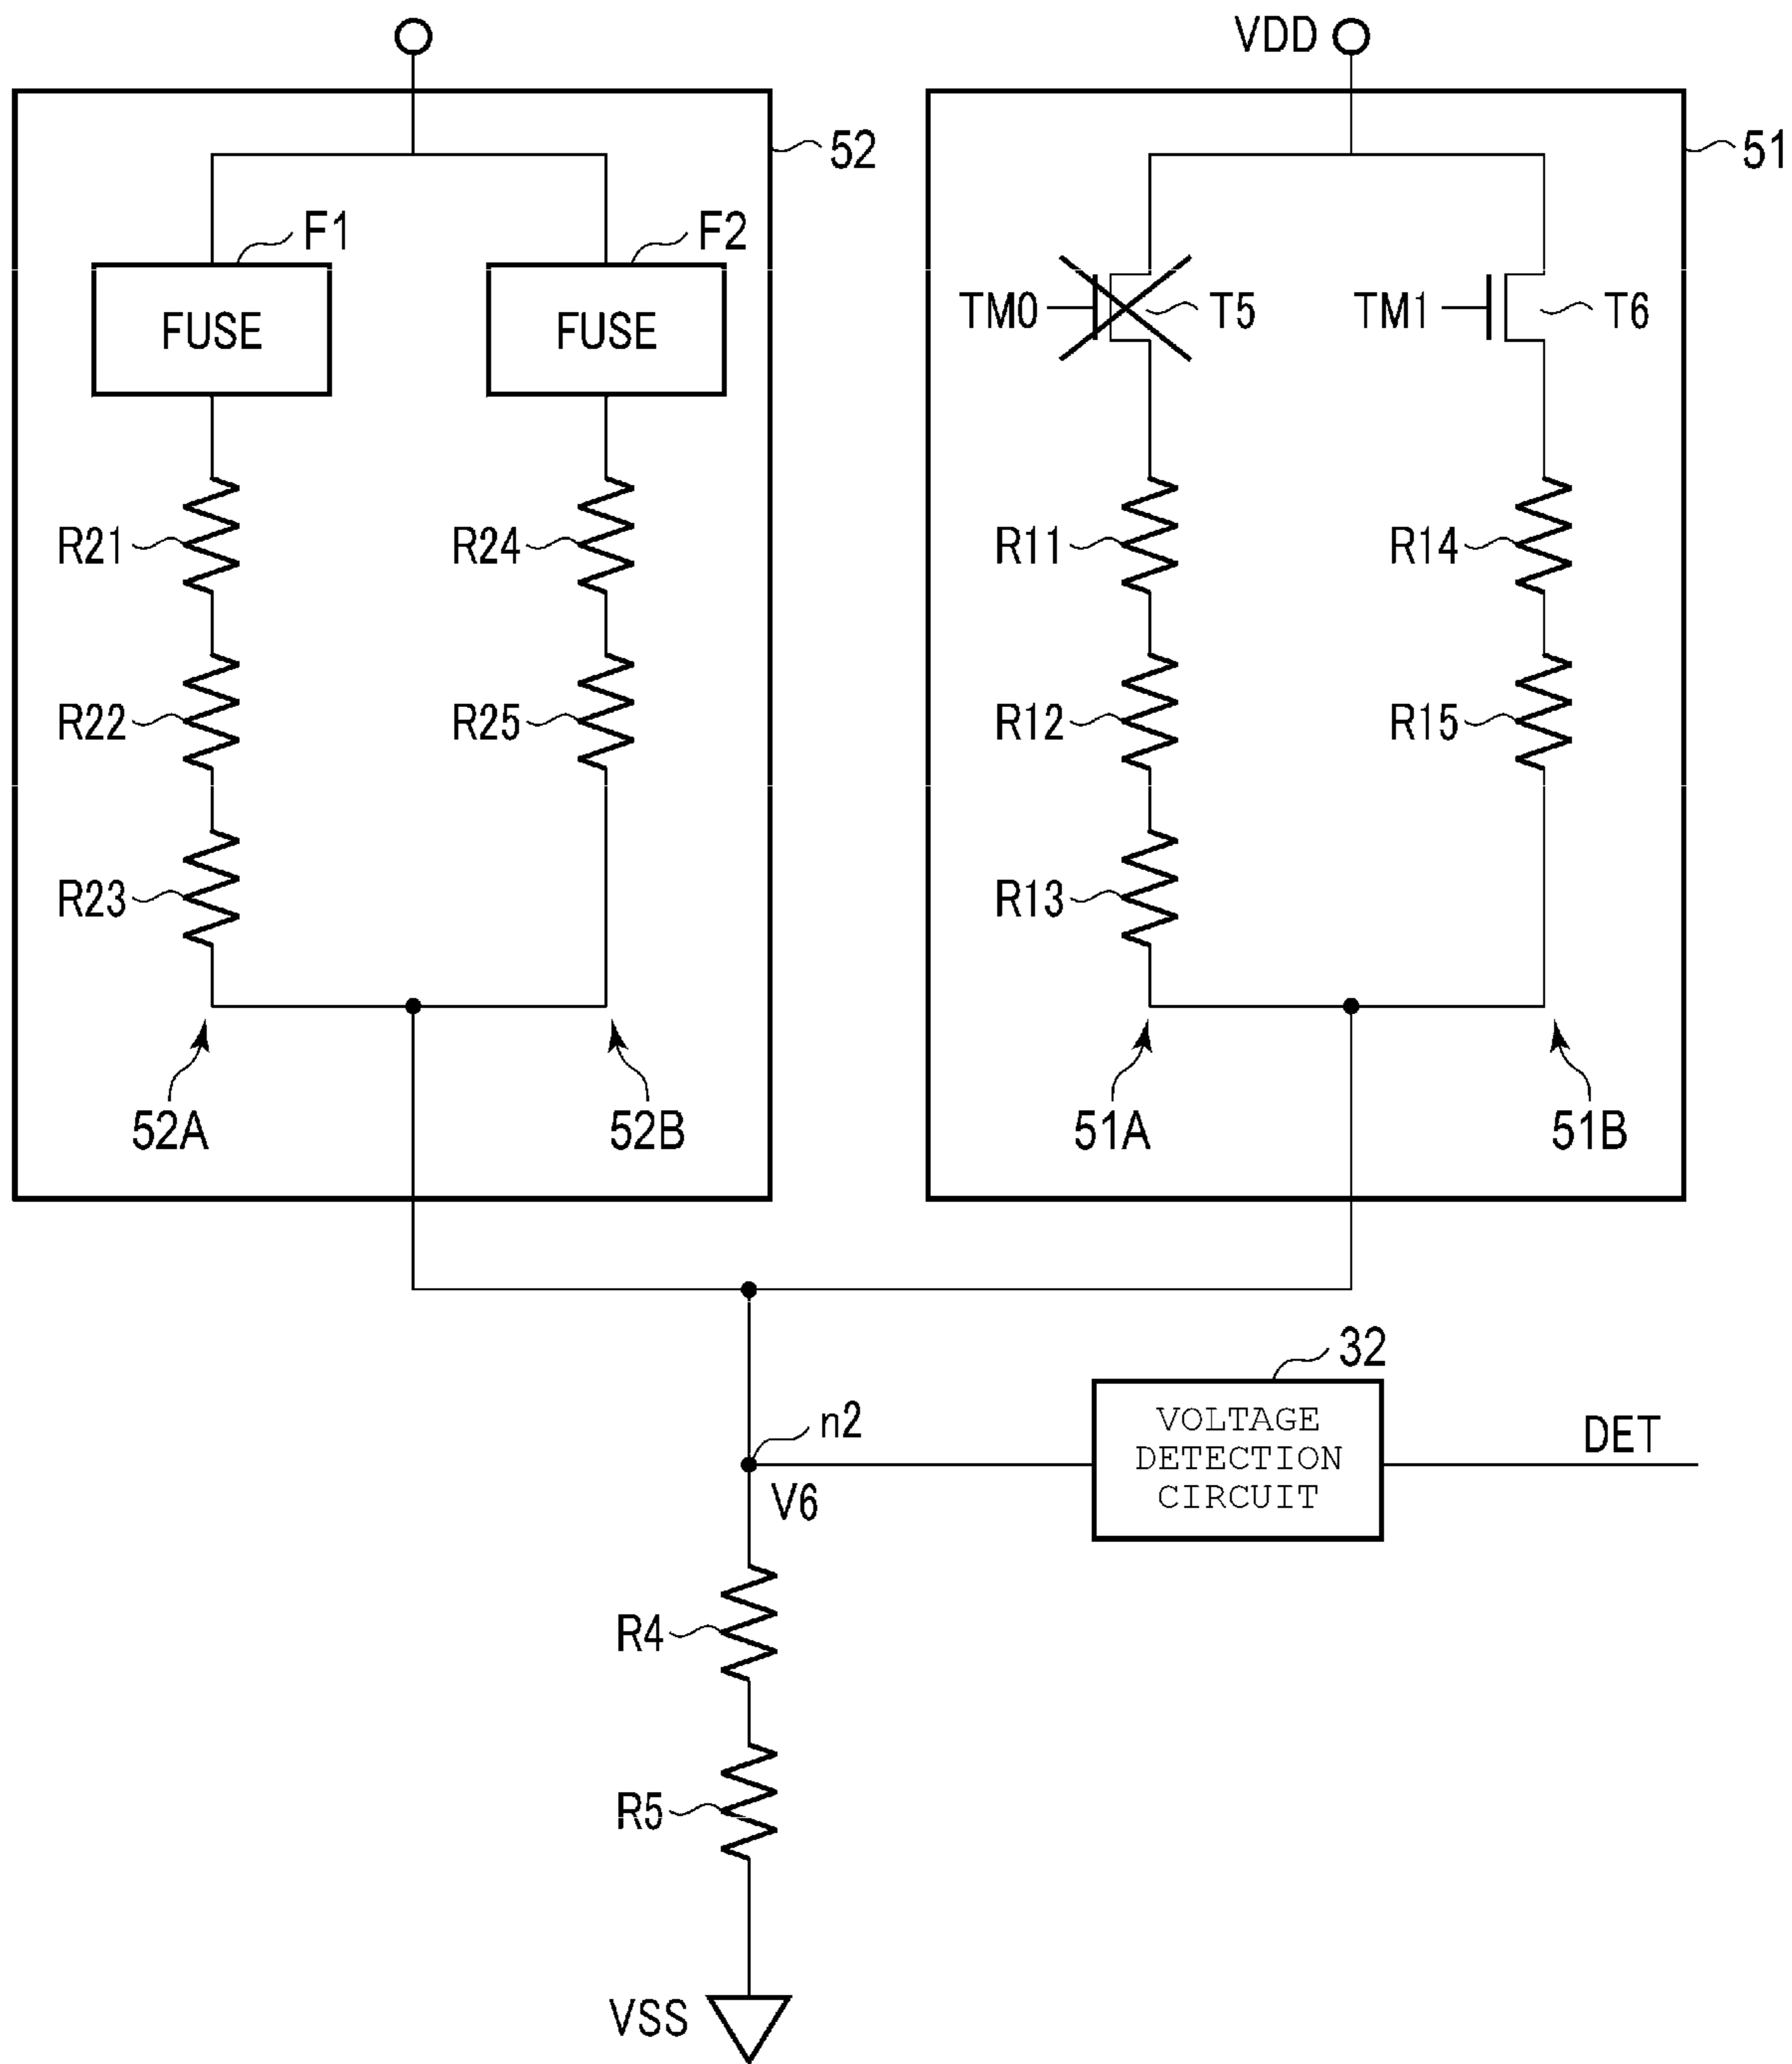 VDD
52
51
F1
F2
FUSE
FUSE
TM0
T5
TM1
T6
R21
R24
R11
R14
R22
R25
R12
R15
R23
R13
52A
52B
51A
51B
32
n2
VOLTAGE
DETECTION
CIRCUIT
DET
V6
R4
R5
VSS